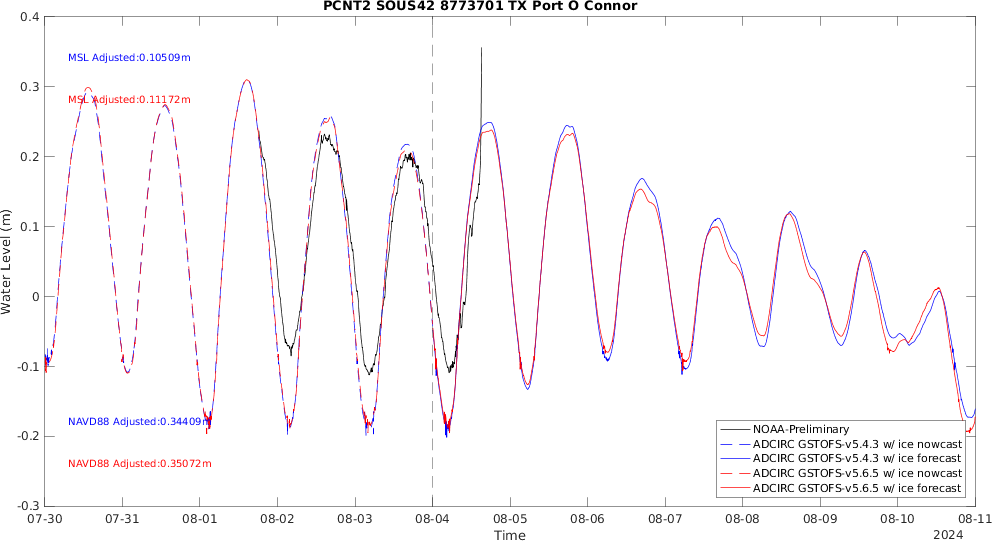 PCNT2 SOUS42 8773701 TX Port O Connor
0.4
MSL Adjusted:0.10509m
0.3
MSL Adjusted:0.11172m
0.2
0.1
Water Level (m)
0
-0.1
NAVD88 Adjusted:0.34409m
NOAA-Preliminary
-0.2
ADCIRC GSTOFS-v5.4.3 w/ ice nowcast
ADCIRC GSTOFS-v5.4.3 w/ ice forecast
NAVD88 Adjusted:0.35072m
ADCIRC GSTOFS-v5.6.5 w/ ice nowcast
ADCIRC GSTOFS-v5.6.5 w/ ice forecast
-0.3
07-30 07-31 08-01 08-02 08-03 08-04 08-05 08-06 08-07 08-08 08-09 08-10 08-11
Time
2024